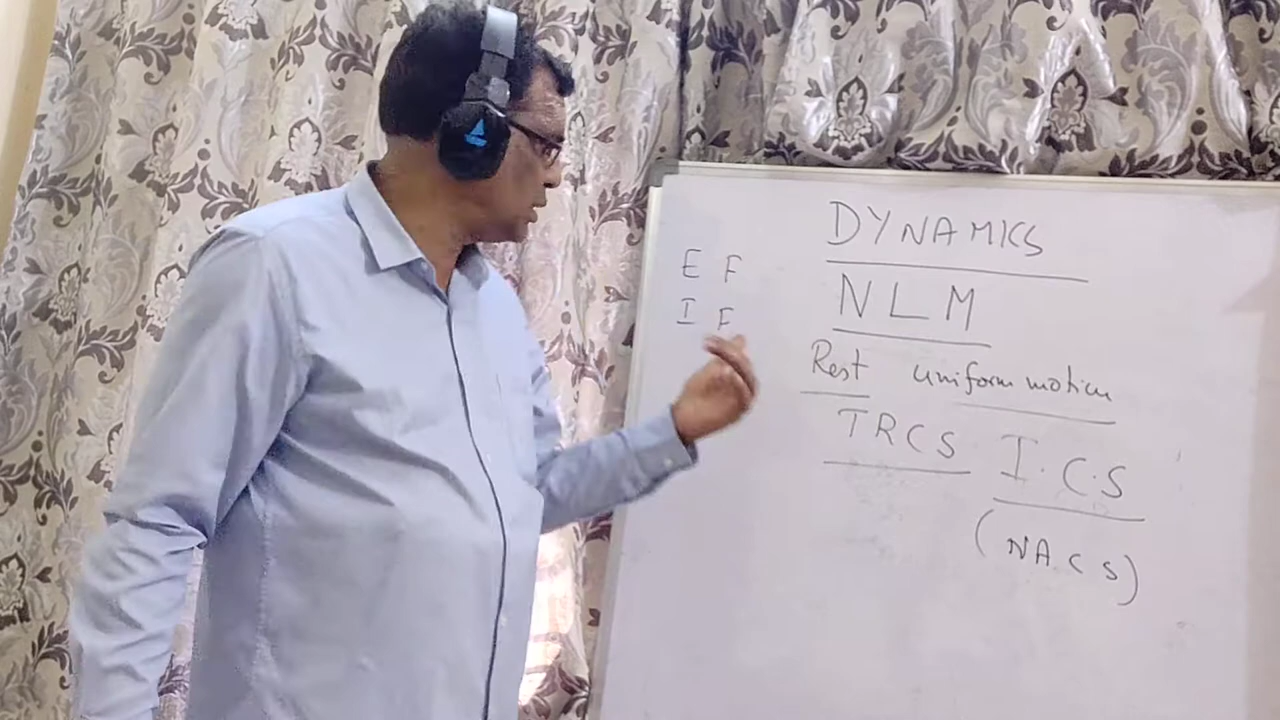 DYNAMICS
E F
NLM
I F
Rest uniform motion
TRCS I.C.S
(NACS)